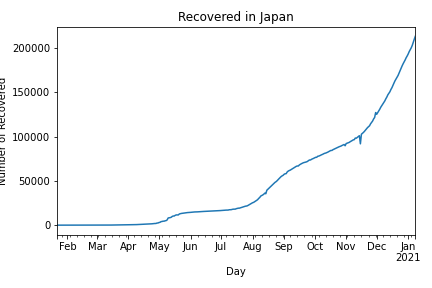 Recovered in Japan
200000
150000
100000
50000
0
Number of Recovered
Feb Mar Apr May Jun Jul Aug Sep Oct Nov Dec Jan
2021
Day